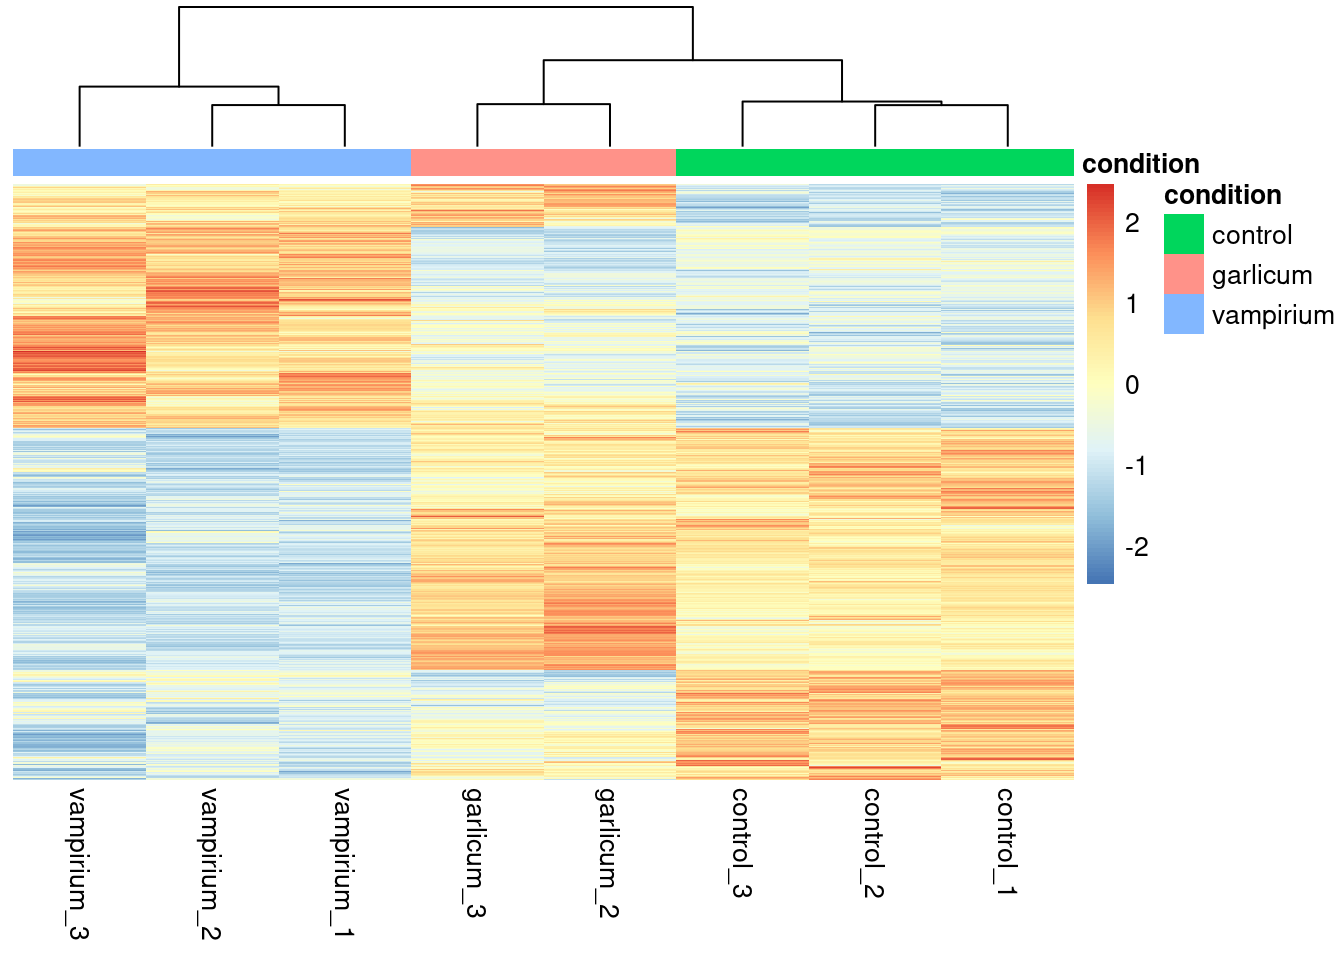 condition
condition
control
garlicum
vampirium
2
1
0
-1
-2
vampirium_3
vampirium_2
vampirium_1
garlicum_3
garlicum_2
control_3
control_2
control_1